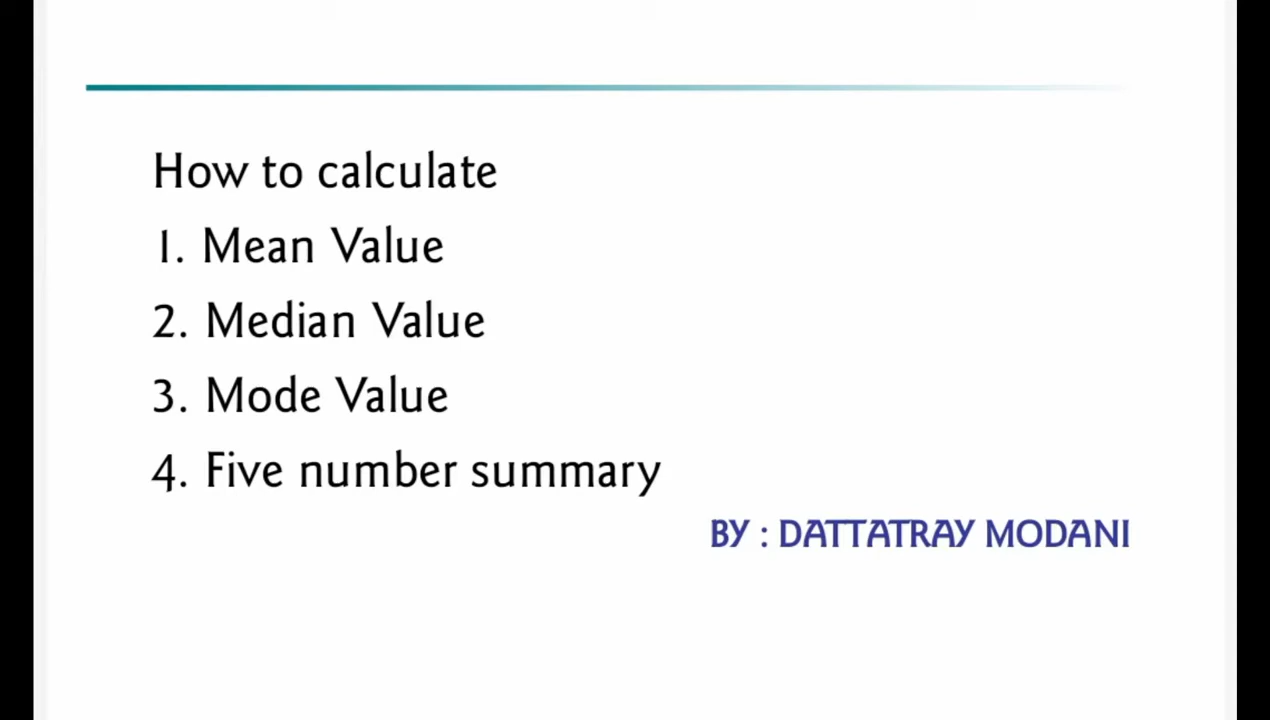 How to calculate
1. Mean Value
2. Median Value
3. Mode Value
4. Five number summary
BY : DATTATRAY MODANI